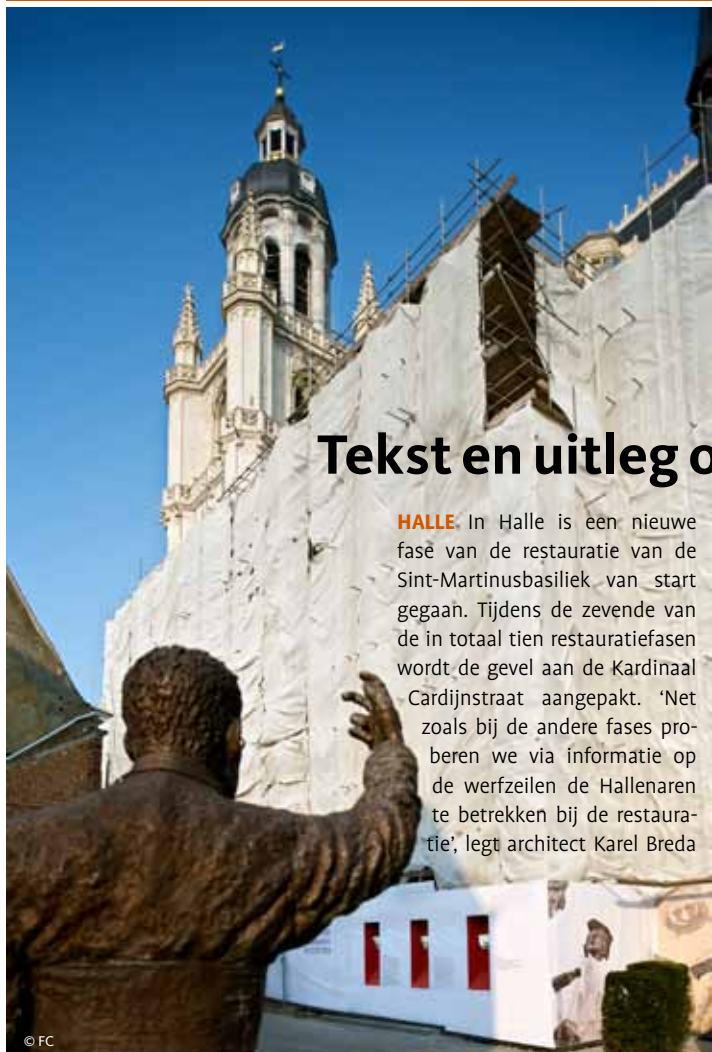 Tekst en uitleg o
HALLE In Halle is een nieuwe
fase van de restauratie van de
Sint-Martinusbasiliek van start
gegaan. Tijdens de zevende van
de in totaal tien restauratiefasen
wordt de gevel aan de Kardinaal
Cardijnstraat aangepakt. ‘Net
zoals bij de andere fases pro-
beren we via informatie op
de werfzeilen de Hallenaren
te betrekken bij de restaura-
tie’, legt architect Karel Breda
© FC